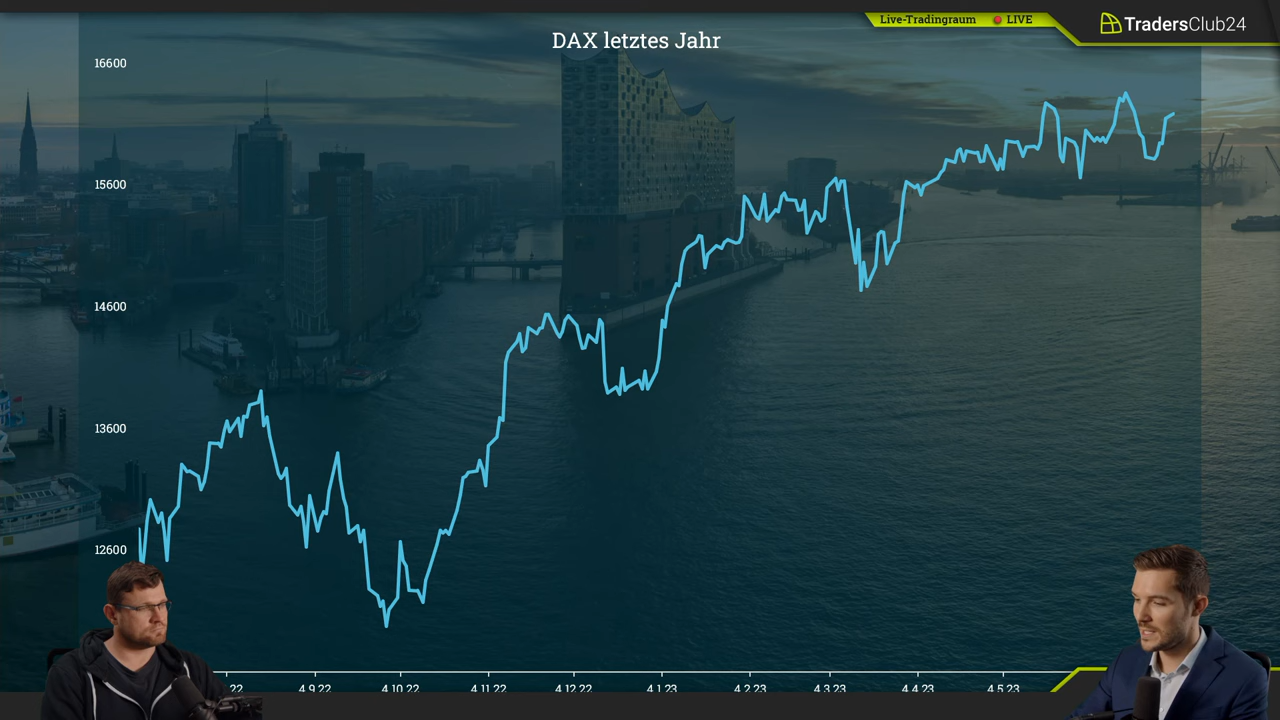 Live-Tradingraum LIVE
TradersClub24
DAX letztes Jahr
16600
15600
14600
13600
12600
22 4.9.22 4.10.22 4.11.22 4.12.22 4.1.23 4.2.23 4.3.23 4.4.23 4.5.23